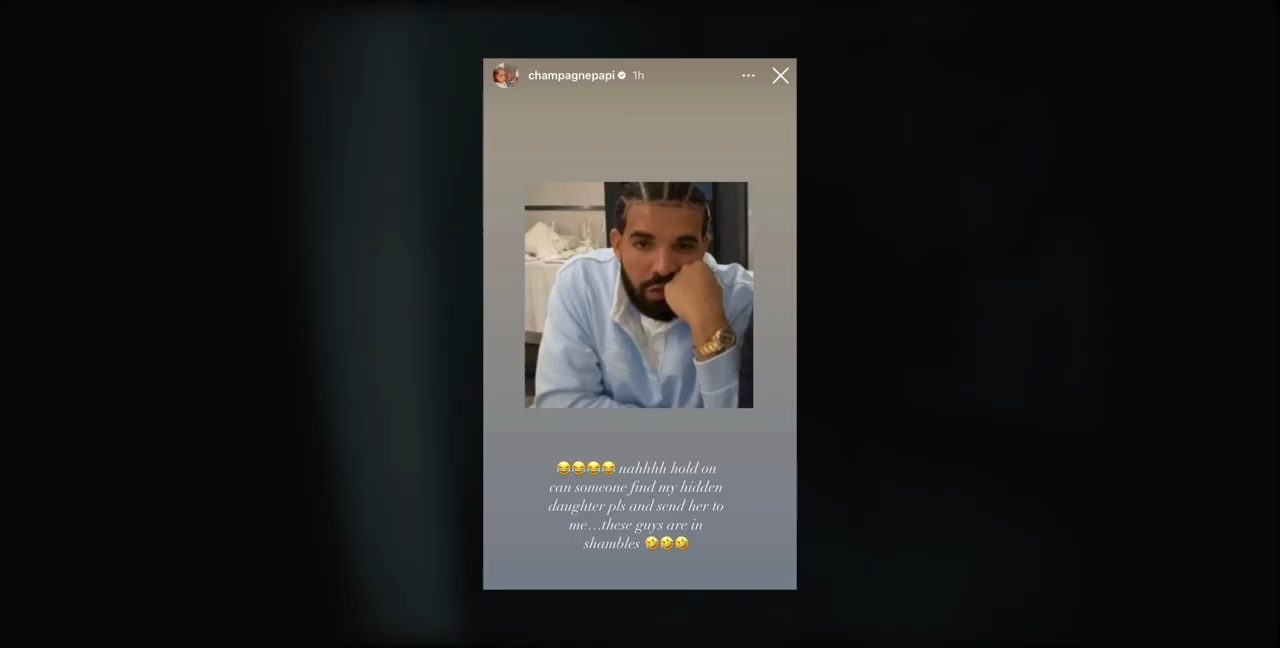 champagnepapi 1h
😂😂😂😂 nahhhh hold on
can someone find my hidden
daughter pls and send her to
me...these guys are in
shambles 🤣🤣🤣